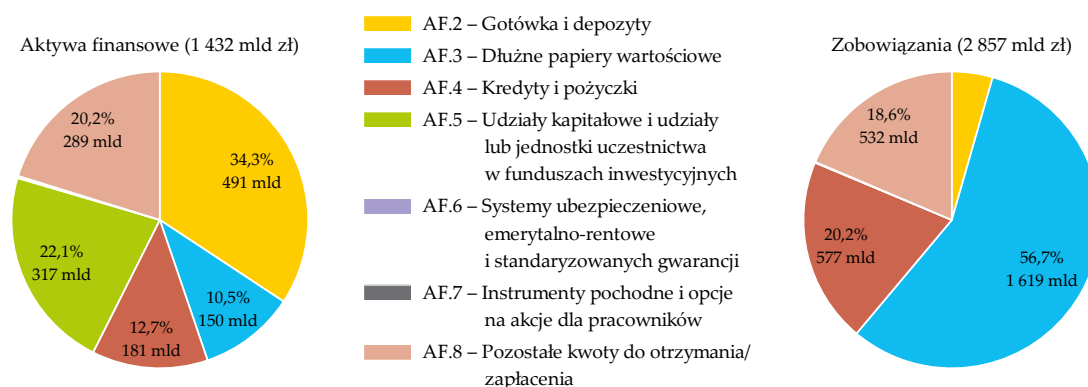 Aktywa finansowe (1 432 mld zł)
20,2%
289 mld
34,3%
491 mld
22,1%
317 mld
10,5%
150 mld
12,7%
181 mld
AF.2 – Gotówka i depozyty
AF.3 – Dłużne papiery wartościowe
AF.4 – Kredyty i pożyczki
AF.5 – Udziały kapitałowe i udziały
lub jednostki uczestnictwa
w funduszach inwestycyjnych
AF.6 – Systemy ubezpieczeniowe,
emerytalno-rentowe
i standaryzowanych gwarancji
AF.7 – Instrumenty pochodne i opcje
na akcje dla pracowników
AF.8 – Pozostałe kwoty do otrzymania/
zapłacenia
Zobowiązania (2 857 mld zł)
18,6%
532 mld
20,2%
577 mld
56,7%
1 619 mld